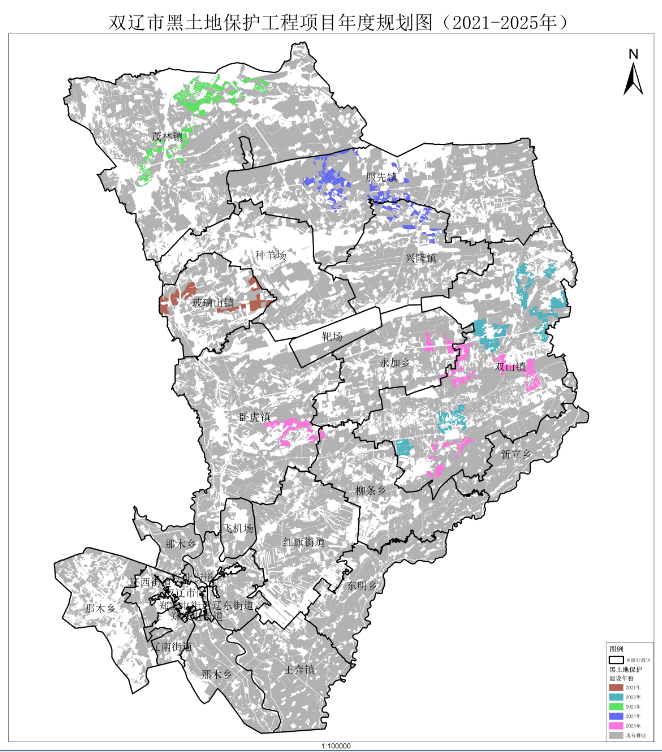 双辽市黑土地保护工程项目年度规划图（2021-2025年）
N
茂林镇
服先镇
种羊场
兴隆镇
玻璃山镇
靶场
永加乡
双山镇
卧虎镇
新立乡
柳条乡
飞机场
红旗街道
那木乡
东明乡
那木乡
辽东街道
辽南街道
那木乡
王奔镇
图例
黑土地保护
建设年份
2021年
2022年
2023年
2024年
2025年
1:100000